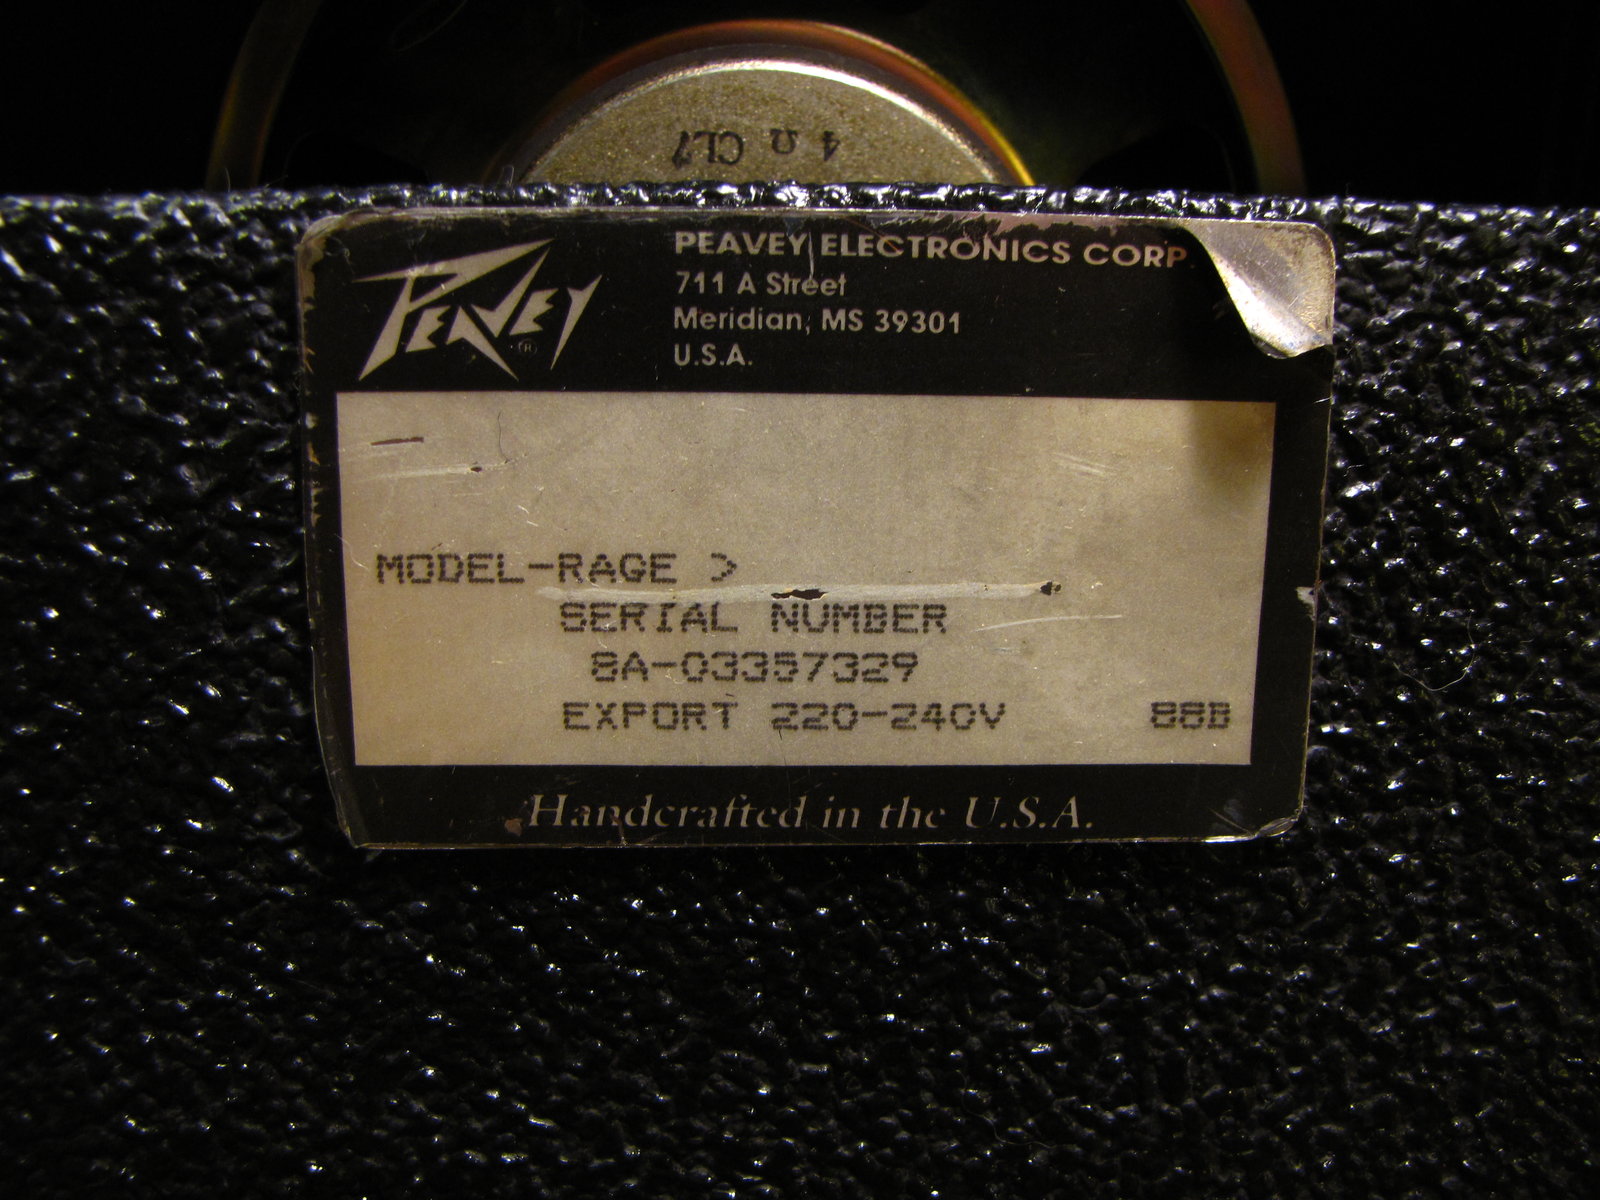 4 Ω CL7
PEAVEY®
PEAVEY ELECTRONICS CORP.
711 A Street
Meridian, MS 39301
U.S.A.
MODEL-RAGE >
SERIAL NUMBER
8A-03357329
EXPORT 220-240V 88B
Handcrafted in the U.S.A.